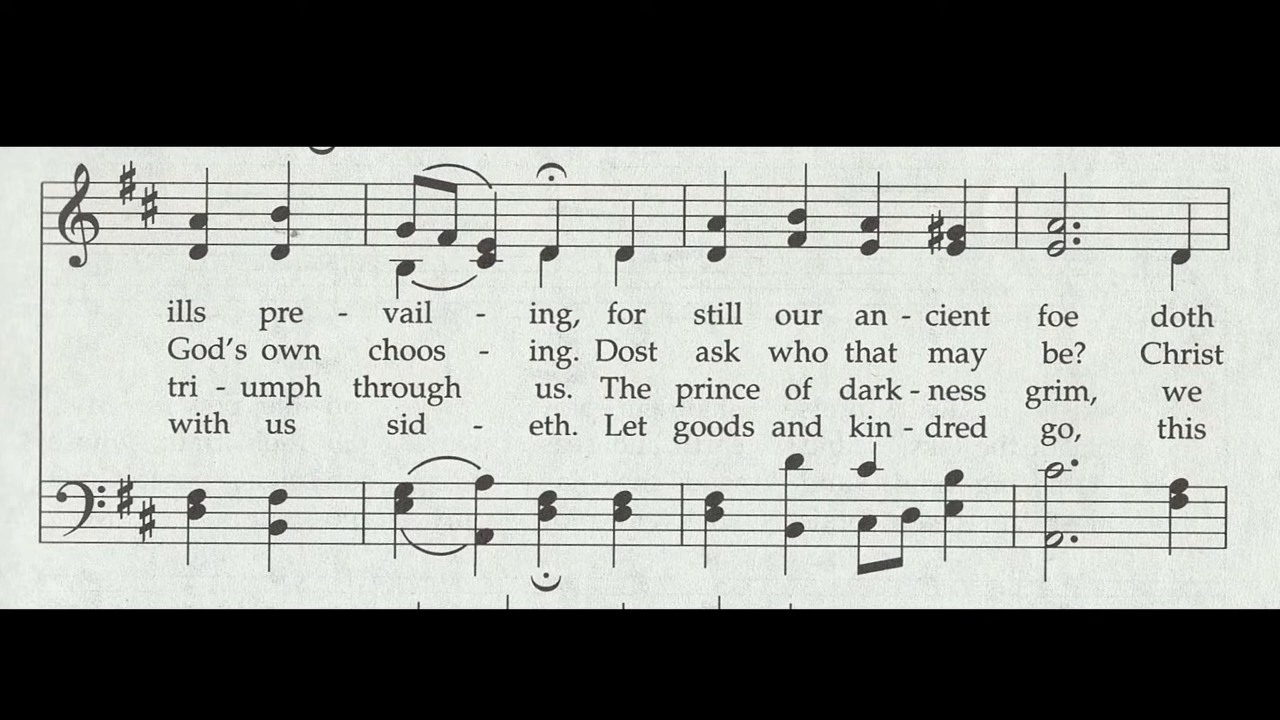 ills pre - vail - ing, for still our an - cient foe doth
God's own choos - ing. Dost ask who that may be? Christ
tri - umph through us. The prince of dark - ness grim, we
with us sid - eth. Let goods and kin - dred go, this